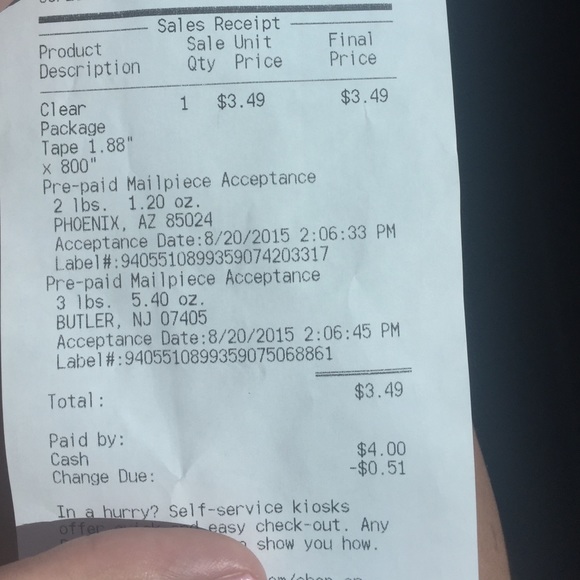 Sales Receipt
Product Sale Unit Final
Description Qty Price Price
Clear 1 $3.49 $3.49
Package
Tape 1.88"
x 800"
Pre-paid Mailpiece Acceptance
2 lbs. 1.20 oz.
PHOENIX, AZ 85024
Acceptance Date:8/20/2015 2:06:33 PM
Label#:9405510899359074203317
Pre-paid Mailpiece Acceptance
3 lbs. 5.40 oz.
BUTLER, NJ 07405
Acceptance Date:8/20/2015 2:06:45 PM
Label#:9405510899359075068861
Total: $3.49
Paid by:
Cash $4.00
Change Due: -$0.51
In a hurry? Self-service kiosks
offer easy check-out. Any
show you how.